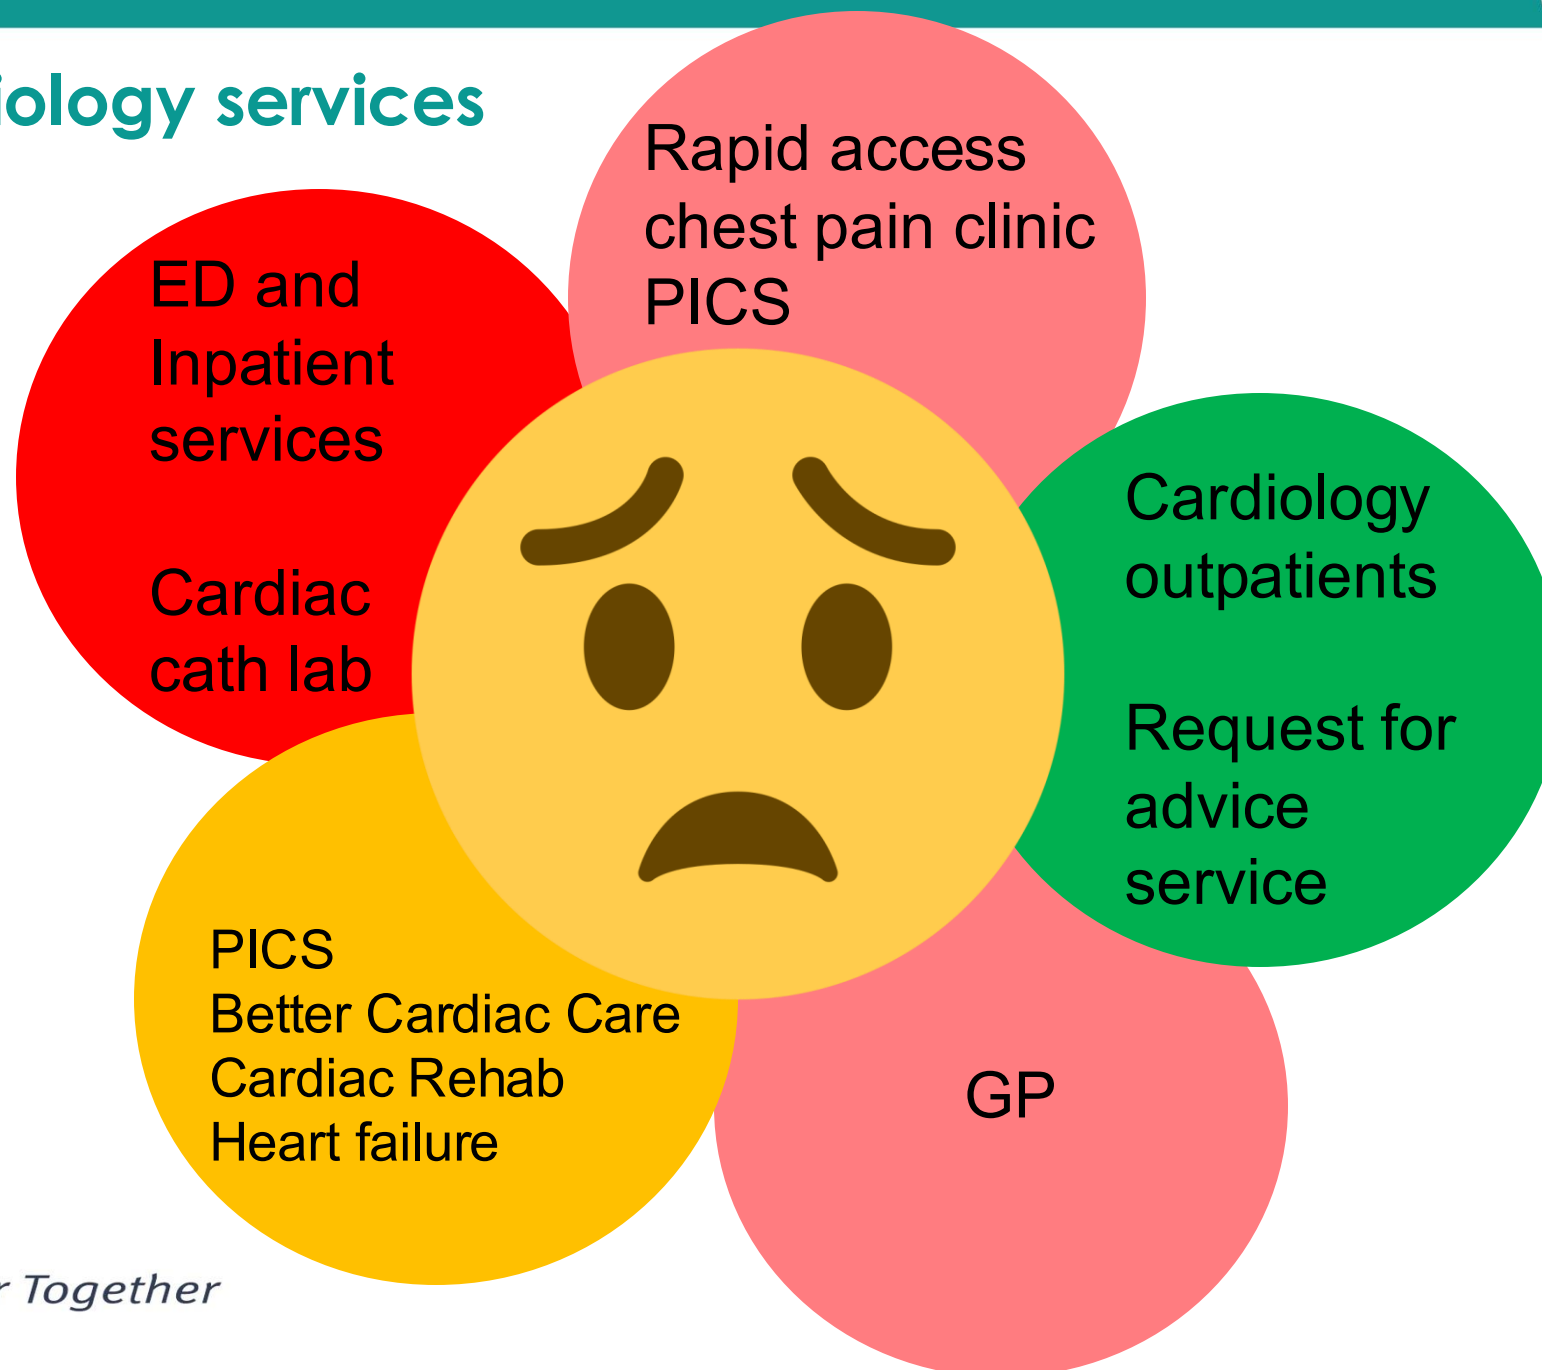 iology services
Rapid access
chest pain clinic
PICS
ED and
Inpatient
services
Cardiac
cath lab
Cardiology
outpatients
Request for
advice
service
PICS
Better Cardiac Care
Cardiac Rehab
Heart failure
GP
r Together